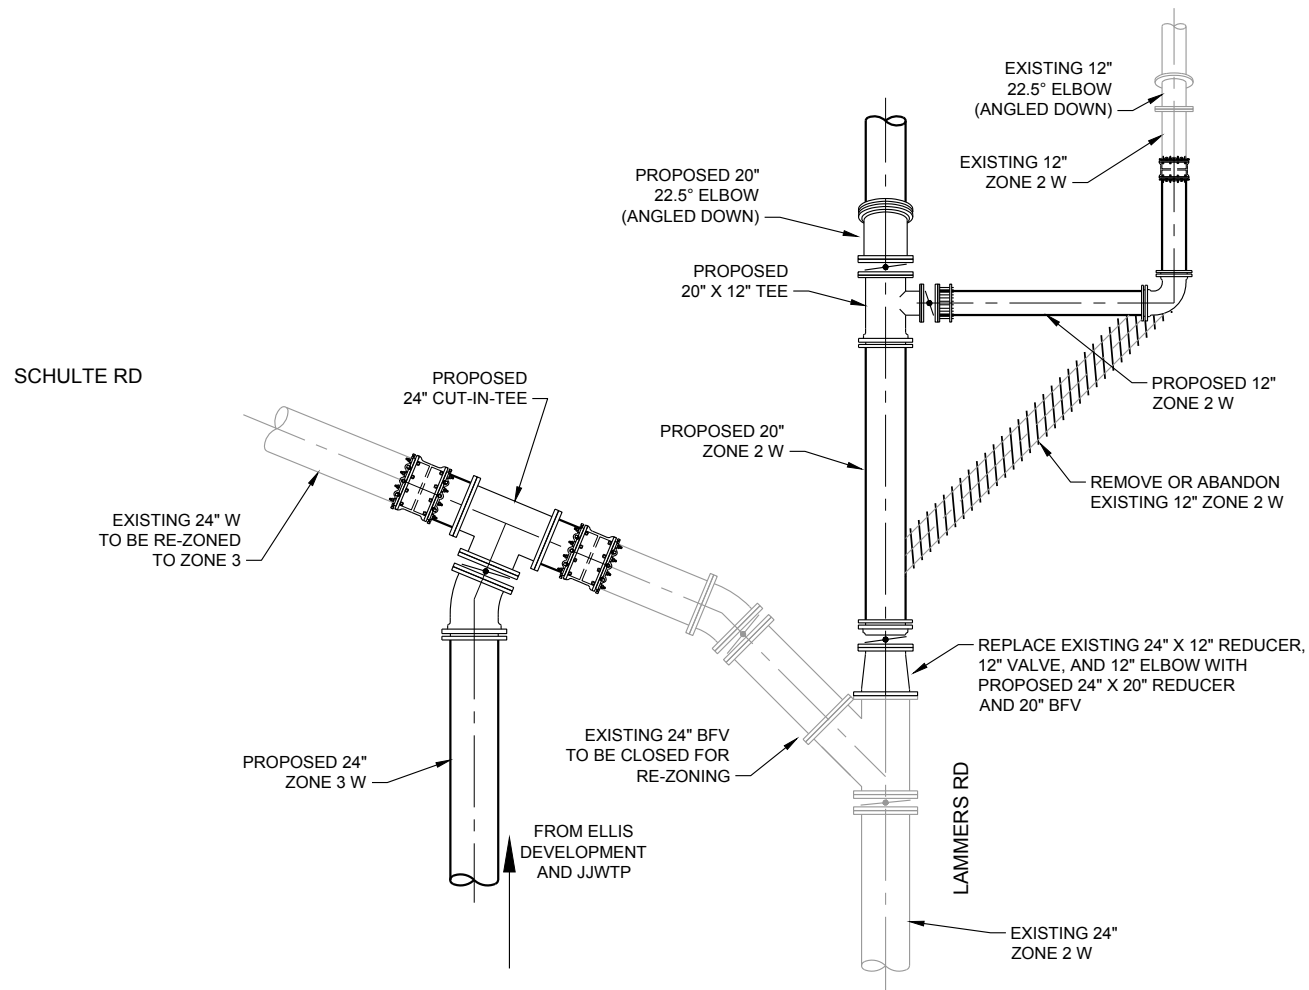 EXISTING 12"
22.5° ELBOW
(ANGLED DOWN)
EXISTING 12"
ZONE 2 W
PROPOSED 20"
22.5° ELBOW
(ANGLED DOWN)
PROPOSED
20" X 12" TEE
SCHULTE RD
PROPOSED
24" CUT-IN-TEE
PROPOSED 12"
ZONE 2 W
PROPOSED 20"
ZONE 2 W
REMOVE OR ABANDON
EXISTING 12" ZONE 2 W
EXISTING 24" W
TO BE RE-ZONED
TO ZONE 3
REPLACE EXISTING 24" X 12" REDUCER,
12" VALVE, AND 12" ELBOW WITH
PROPOSED 24" X 20" REDUCER
AND 20" BFV
EXISTING 24" BFV
TO BE CLOSED FOR
RE-ZONING
PROPOSED 24"
ZONE 3 W
LAMMERS RD
FROM ELLIS
DEVELOPMENT
AND JJWTP
EXISTING 24"
ZONE 2 W